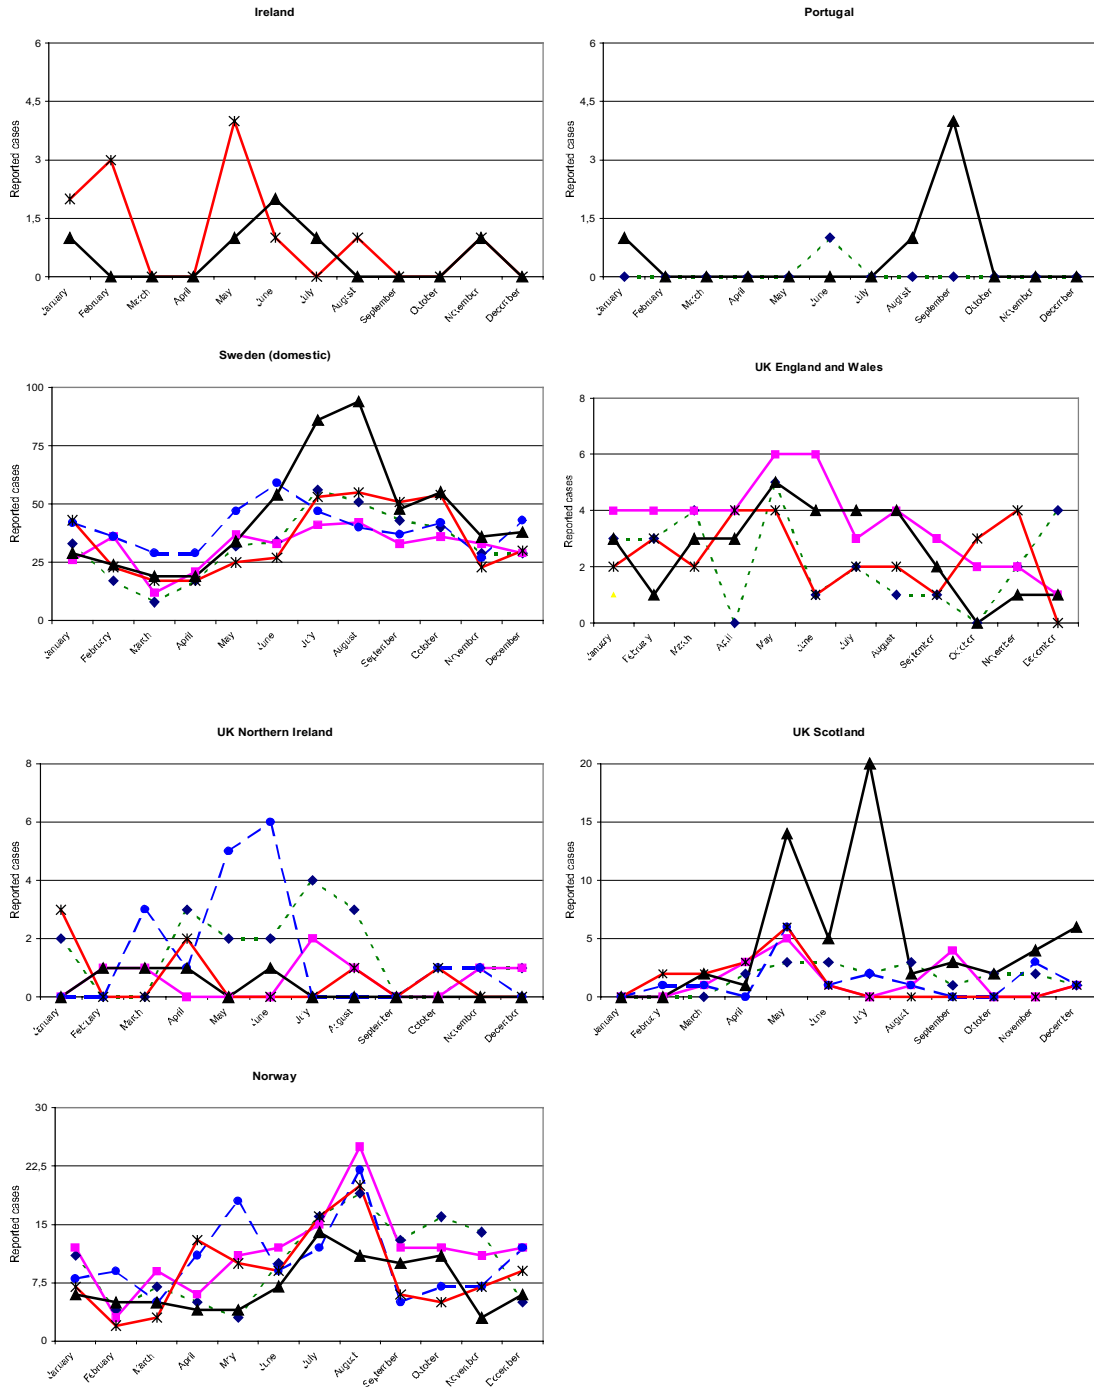 Ireland
Reported cases
6
4,5
3
1,5
0
February
March
April
May
June
July
August
September
October
November
December
Portugal
Reported cases
6
4,5
3
1,5
0
January
February
March
April
May
June
July
August
September
October
November
December
Sweden (domestic)
Reported cases
100
75
50
25
0
January
February
March
April
May
June
July
August
September
October
November
December
UK England and Wales
Reported cases
8
6
4
2
0
January
February
March
April
May
June
July
August
September
October
November
December
UK Northern Ireland
Reported cases
8
6
4
2
0
January
February
March
April
May
June
July
August
September
October
November
December
UK Scotland
Reported cases
20
15
10
5
0
January
February
March
April
May
June
July
August
September
October
November
December
Norway
Reported cases
30
22,5
15
7,5
0
January
February
March
April
May
June
July
August
September
October
November
December